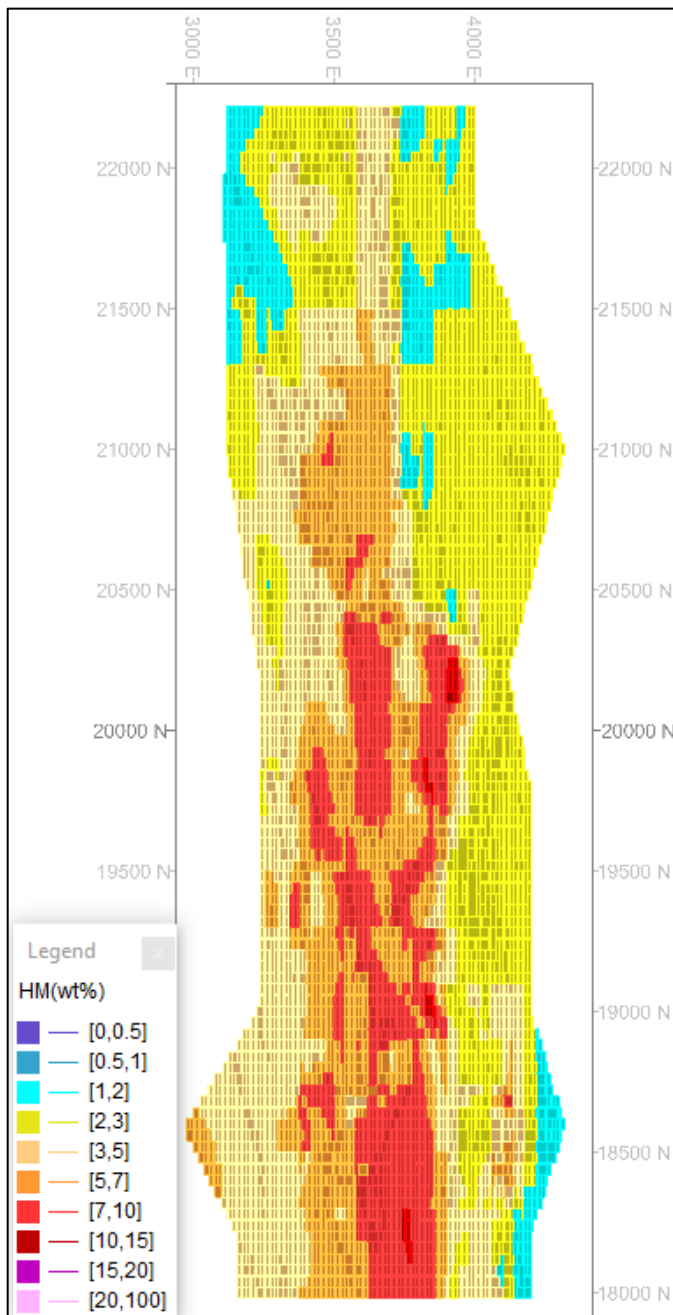 3000 E
3500 E
4000 E
22000 N
22000 N
21500 N
21500 N
21000 N
21000 N
20500 N
20500 N
20000 N
20000 N
19500 N
19500 N
19000 N
18500 N
18000 N
Legend
x
HM(wt%)
[0,0.5]
[0.5,1]
[1,2]
[2,3]
[3,5]
[5,7]
[7,10]
[10,15]
[15,20]
[20,100]